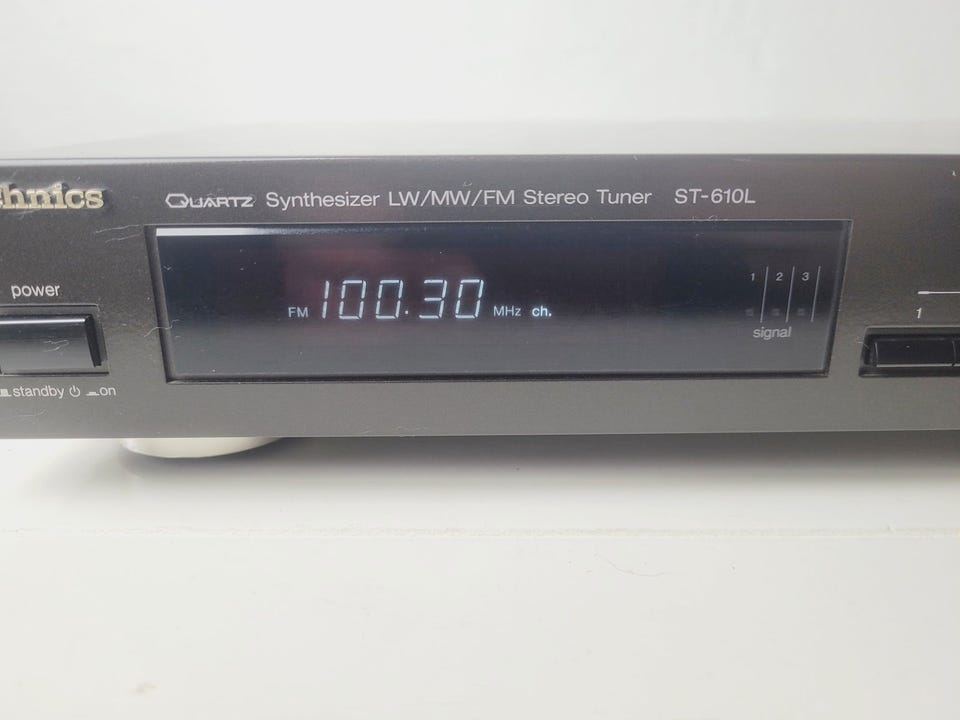 chnics
QUARTZ Synthesizer LW/MW/FM Stereo Tuner ST-610L
power
standby on
FM 100.30 MHz ch.
1 2 3
signal
1